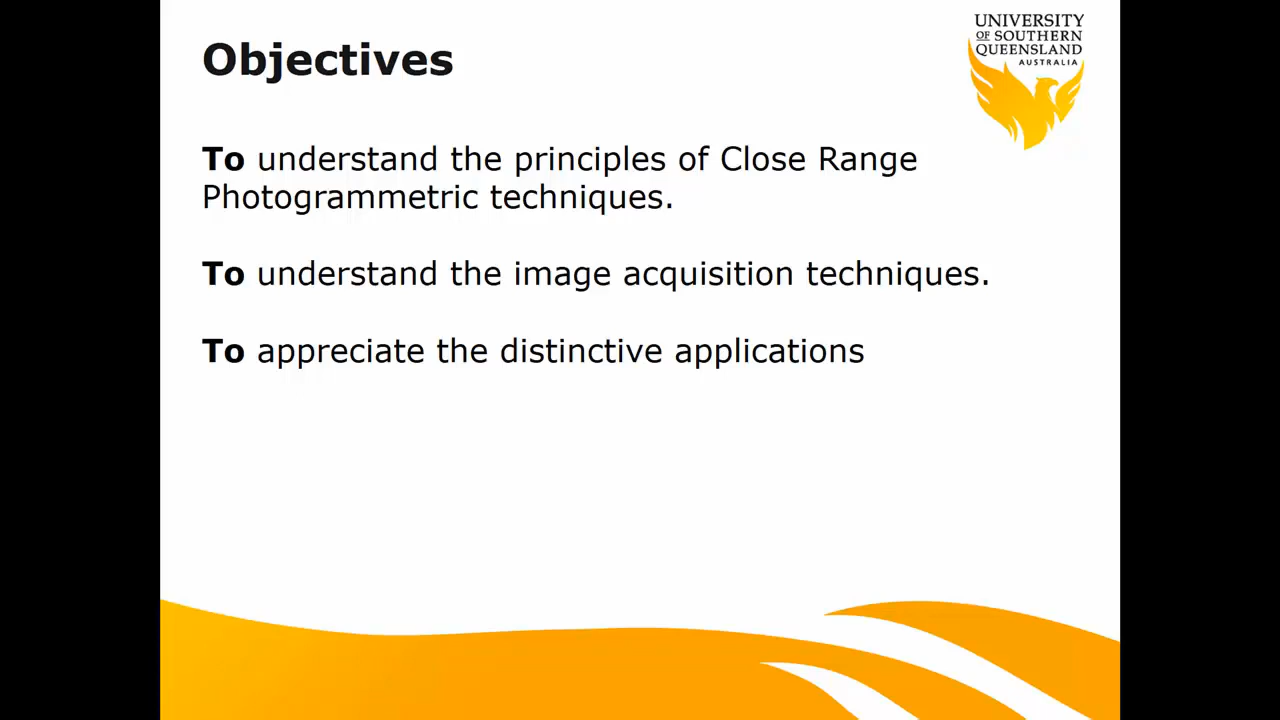 Objectives
UNIVERSITY
OF SOUTHERN
QUEENSLAND
AUSTRALIA
To understand the principles of Close Range
Photogrammetric techniques.
To understand the image acquisition techniques.
To appreciate the distinctive applications